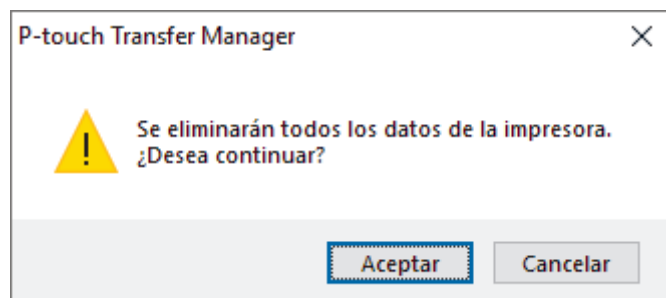 P-touch Transfer Manager
Se eliminarán todos los datos de la impresora.
¿Desea continuar?
Aceptar
Cancelar